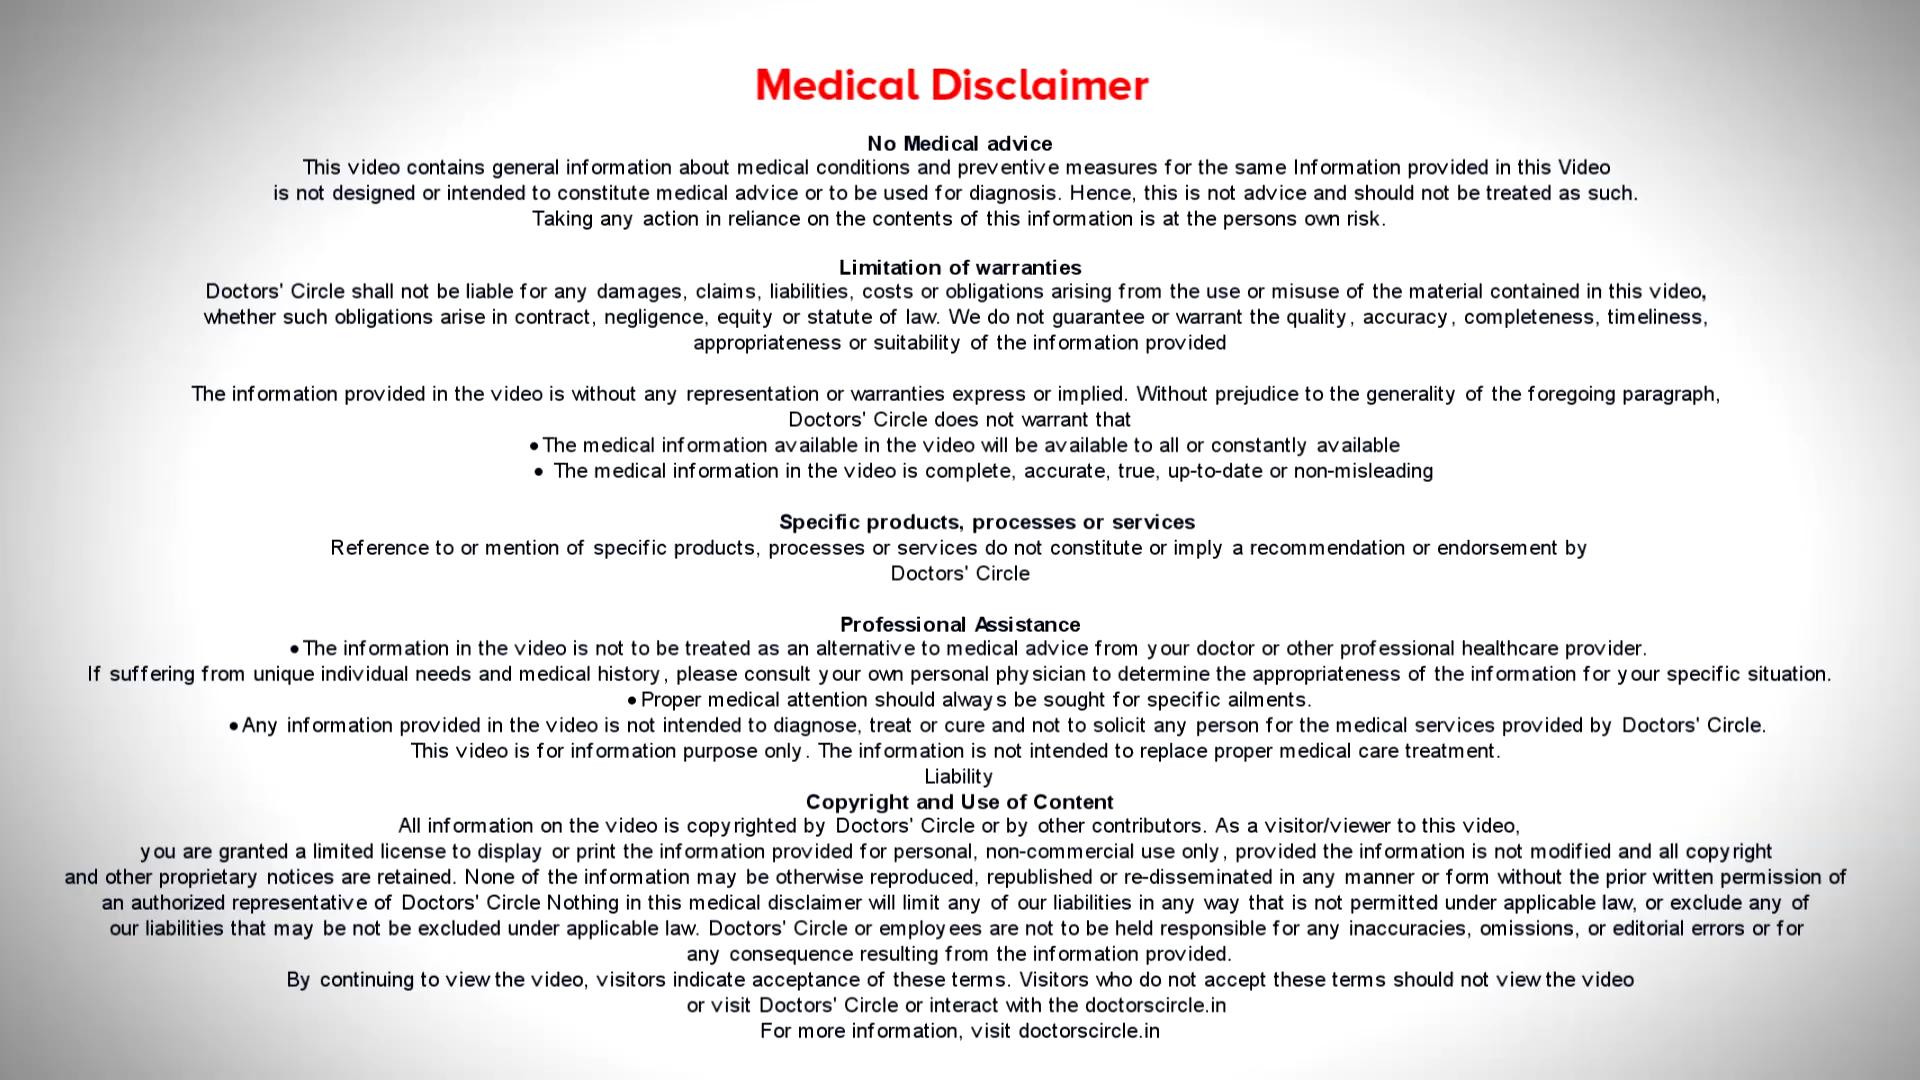 Medical Disclaimer
No Medical advice
This video contains general information about medical conditions and preventive measures for the same Information provided in this Video
is not designed or intended to constitute medical advice or to be used for diagnosis. Hence, this is not advice and should not be treated as such.
Taking any action in reliance on the contents of this information is at the persons own risk.
Limitation of warranties
Doctors' Circle shall not be liable for any damages, claims, liabilities, costs or obligations arising from the use or misuse of the material contained in this video,
whether such obligations arise in contract, negligence, equity or statute of law. We do not guarantee or warrant the quality, accuracy, completeness, timeliness,
appropriateness or suitability of the information provided
The information provided in the video is without any representation or warranties express or implied. Without prejudice to the generality of the foregoing paragraph,
Doctors' Circle does not warrant that
• The medical information available in the video will be available to all or constantly available
• The medical information in the video is complete, accurate, true, up-to-date or non-misleading
Specific products, processes or services
Reference to or mention of specific products, processes or services do not constitute or imply a recommendation or endorsement by
Doctors' Circle
Professional Assistance
• The information in the video is not to be treated as an alternative to medical advice from your doctor or other professional healthcare provider.
If suffering from unique individual needs and medical history, please consult your own personal physician to determine the appropriateness of the information for your specific situation.
• Proper medical attention should always be sought for specific ailments.
• Any information provided in the video is not intended to diagnose, treat or cure and not to solicit any person for the medical services provided by Doctors' Circle.
This video is for information purpose only. The information is not intended to replace proper medical care treatment.
Liability
Copyright and Use of Content
All information on the video is copyrighted by Doctors' Circle or by other contributors. As a visitor/viewer to this video,
you are granted a limited license to display or print the information provided for personal, non-commercial use only, provided the information is not modified and all copyright
and other proprietary notices are retained. None of the information may be otherwise reproduced, republished or re-disseminated in any manner or form without the prior written permission of
an authorized representative of Doctors' Circle Nothing in this medical disclaimer will limit any of our liabilities in any way that is not permitted under applicable law, or exclude any of
our liabilities that may be not be excluded under applicable law. Doctors' Circle or employees are not to be held responsible for any inaccuracies, omissions, or editorial errors or for
any consequence resulting from the information provided.
By continuing to view the video, visitors indicate acceptance of these terms. Visitors who do not accept these terms should not view the video
or visit Doctors' Circle or interact with the doctorscircle.in
For more information, visit doctorscircle.in